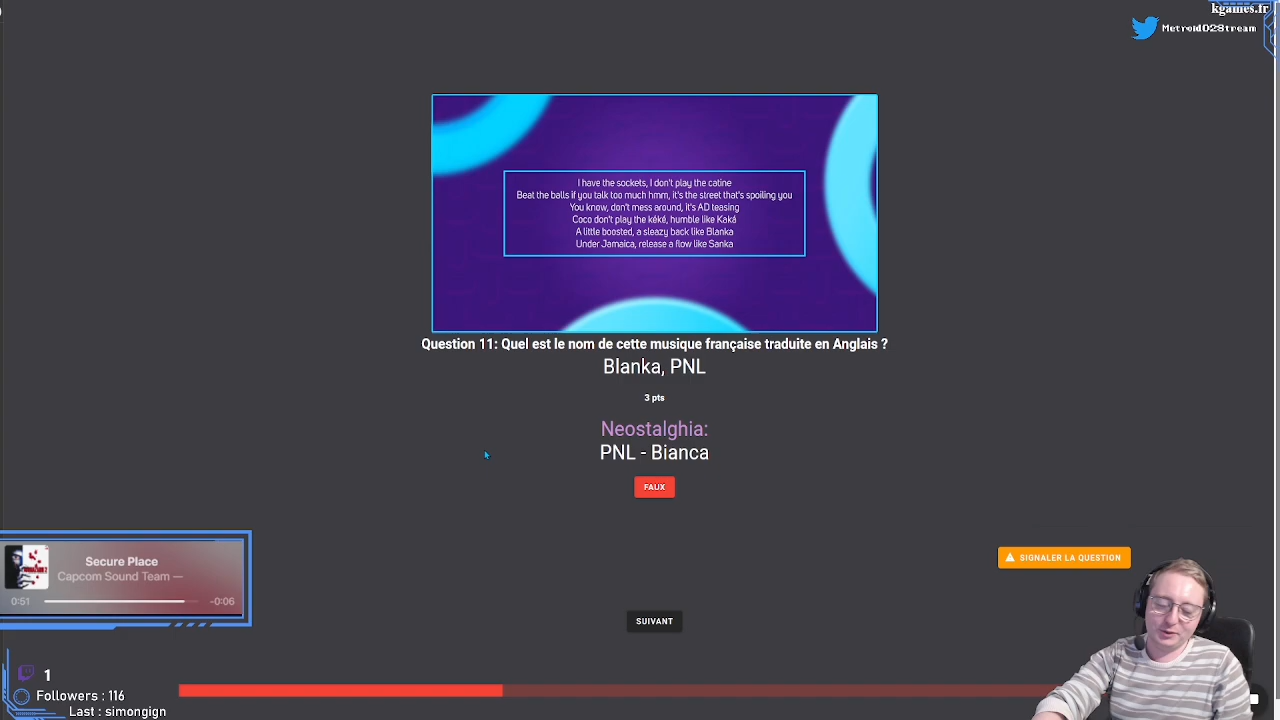 kgames.fr
Metroid028Stream
I have the sockets, I don't play the catine
Beat the balls if you talk too much hmm, it's the street that's spoiling you
You know, don't mess around, it's AD teasing
Coco don't play the kéké, humble like Kaká
A little boosted, a sleazy back like Blanka
Under Jamaica, release a flow like Sanka
Question 11: Quel est le nom de cette musique française traduite en Anglais ?
Blanka, PNL
3 pts
Neostalghia:
PNL - Bianca
FAUX
Secure Place
Capcom Sound Team —
0:51
-0:06
SIGNALER LA QUESTION
SUIVANT
1
Followers : 116
Last : simongign